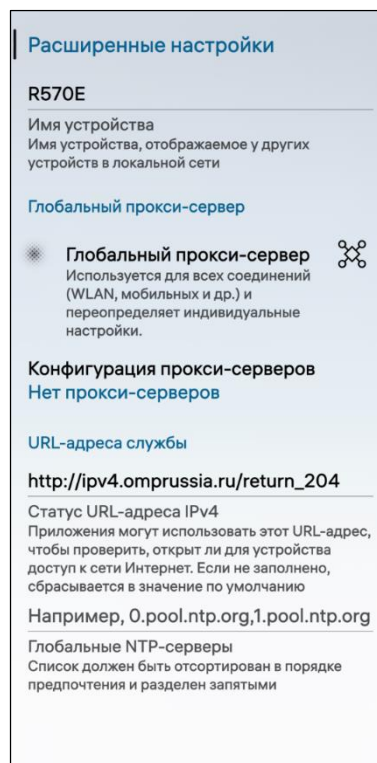 Расширенные настройки
R570E
Имя устройства
Имя устройства, отображаемое у других
устройств в локальной сети
Глобальный прокси-сервер
Глобальный прокси-сервер
Используется для всех соединений
(WLAN, мобильных и др.) и
переопределяет индивидуальные
настройки.
Конфигурация прокси-серверов
Нет прокси-серверов
URL-адреса службы
http://ipv4.omprussia.ru/return_204
Статус URL-адреса IPv4
Приложения могут использовать этот URL-адрес,
чтобы проверить, открыт ли для устройства
доступ к сети Интернет. Если не заполнено,
сбрасывается в значение по умолчанию
Например, 0.pool.ntp.org,1.pool.ntp.org
Глобальные NTP-серверы
Список должен быть отсортирован в порядке
предпочтения и разделен запятыми